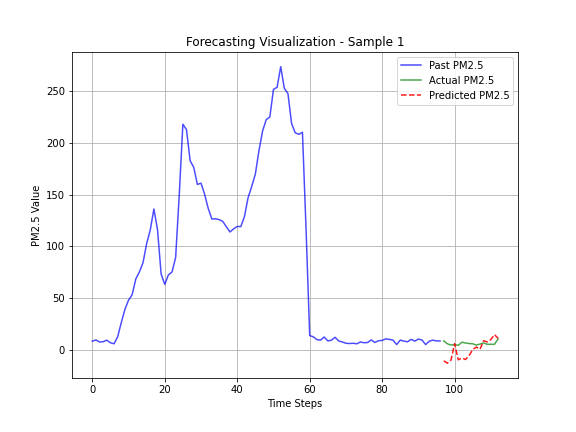 Forecasting Visualization - Sample 1
Past PM2.5
Actual PM2.5
Predicted PM2.5
PM2.5 Value
250
200
150
100
50
0
0 20 40 60 80 100
Time Steps